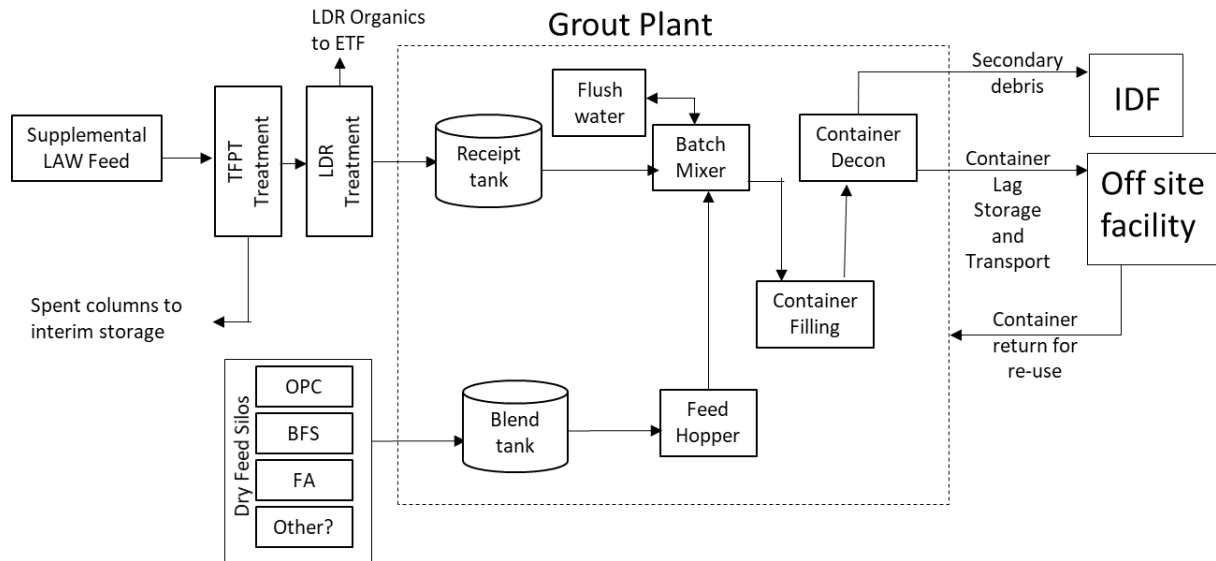 LDR Organics
to ETF
Grout Plant
Supplemental
LAW Feed
TFPT
Treatment
LDR
Treatment
Receipt
tank
Flush
water
Batch
Mixer
Container
Decon
Secondary
debris
IDF
Container
Lag
Storage
and
Transport
Off site
facility
Container
Filling
Container
return for
re-use
Spent columns to
interim storage
Dry Feed Silos
OPC
BFS
FA
Other?
Blend
tank
Feed
Hopper